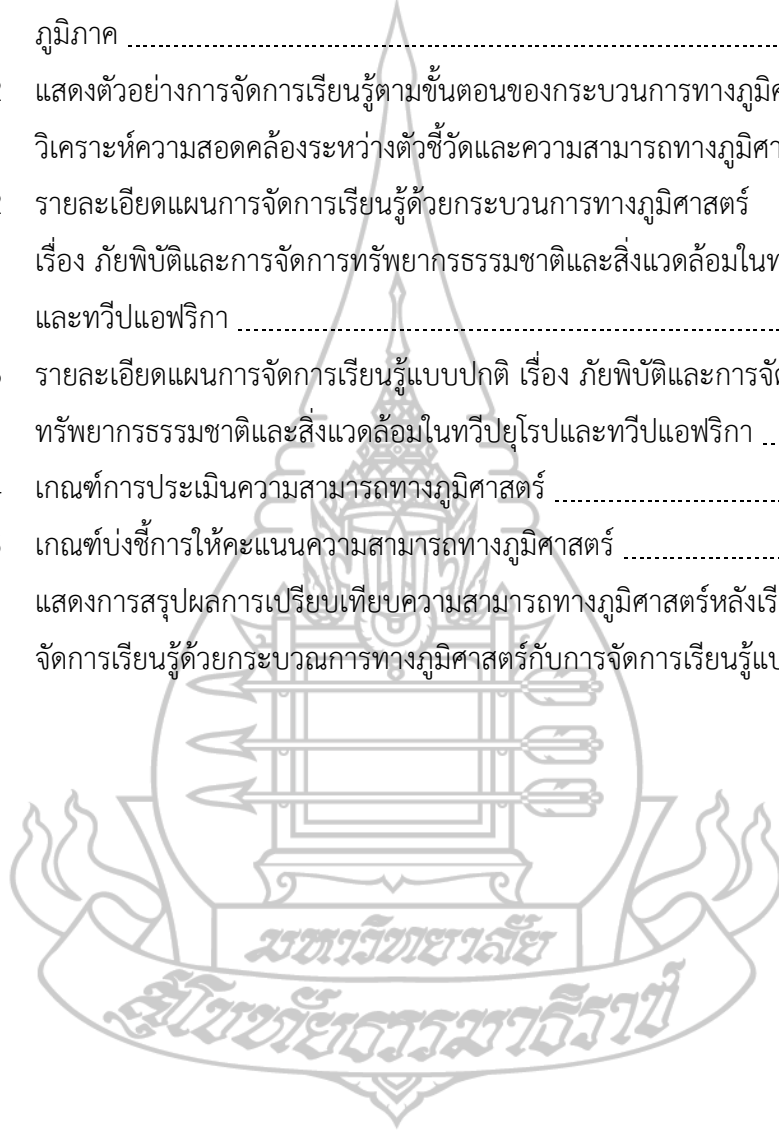 ภูมิภาค
แสดงตัวอย่างการจัดการเรียนรู้ตามขั้นตอนของกระบวนการทางภูมิศ
วิเคราะห์ความสอดคล้องระหว่างตัวชี้วัดและความสามารถทางภูมิศา
รายละเอียดแผนการจัดการเรียนรู้ด้วยกระบวนการทางภูมิศาสตร์
เรื่อง ภัยพิบัติและการจัดการทรัพยากรธรรมชาติและสิ่งแวดล้อมในท
และทวีปแอฟริกา
รายละเอียดแผนการจัดการเรียนรู้แบบปกติ เรื่อง ภัยพิบัติและการจัด
ทรัพยากรธรรมชาติและสิ่งแวดล้อมในทวีปยุโรปและทวีปแอฟริกา
เกณฑ์การประเมินความสามารถทางภูมิศาสตร์
เกณฑ์บ่งชี้การให้คะแนนความสามารถทางภูมิศาสตร์
แสดงการสรุปผลการเปรียบเทียบความสามารถทางภูมิศาสตร์หลังเรี
จัดการเรียนรู้ด้วยกระบวณการทางภูมิศาสตร์กับการจัดการเรียนรู้แบ
มหาวิทยาลัย
สุโขทัยธรรมาธิราช